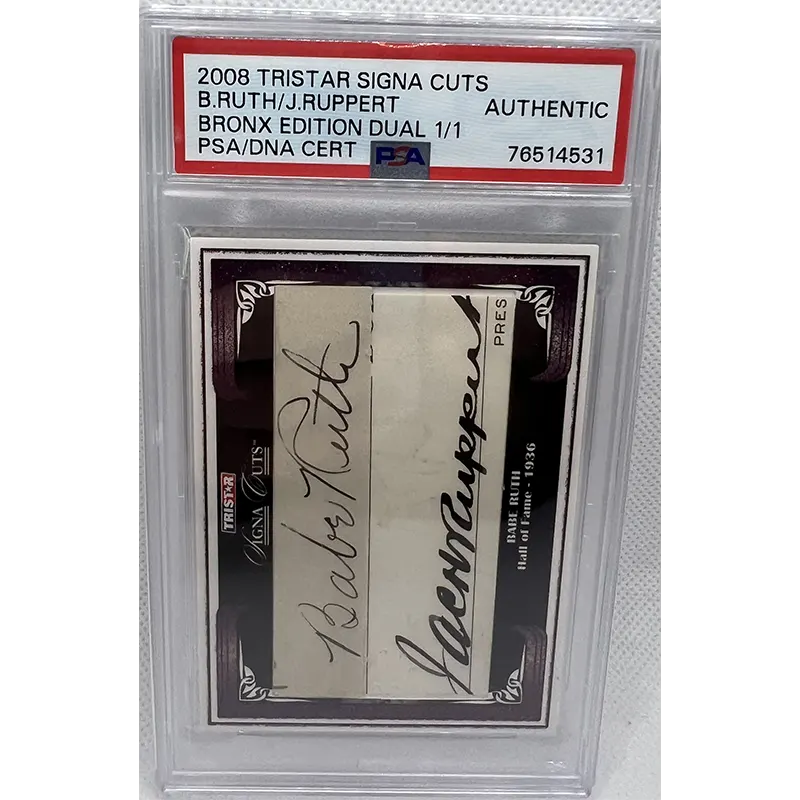 2008 TRISTAR SIGNA CUTS
B.RUTH/J.RUPPERT AUTHENTIC
BRONX EDITION DUAL 1/1
PSA/DNA CERT PSA 76514531
TRISTAR
Signa Cuts™
Babe Ruth
Jacob Ruppert
PRES
BABE RUTH
Hall of Fame - 1936